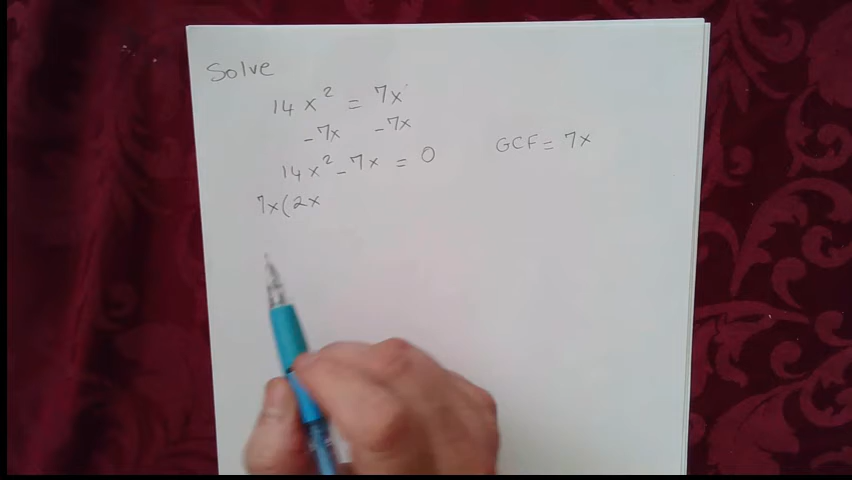 Solve
14x² = 7x
-7x -7x
14x² - 7x = 0
GCF = 7x
7x(2x